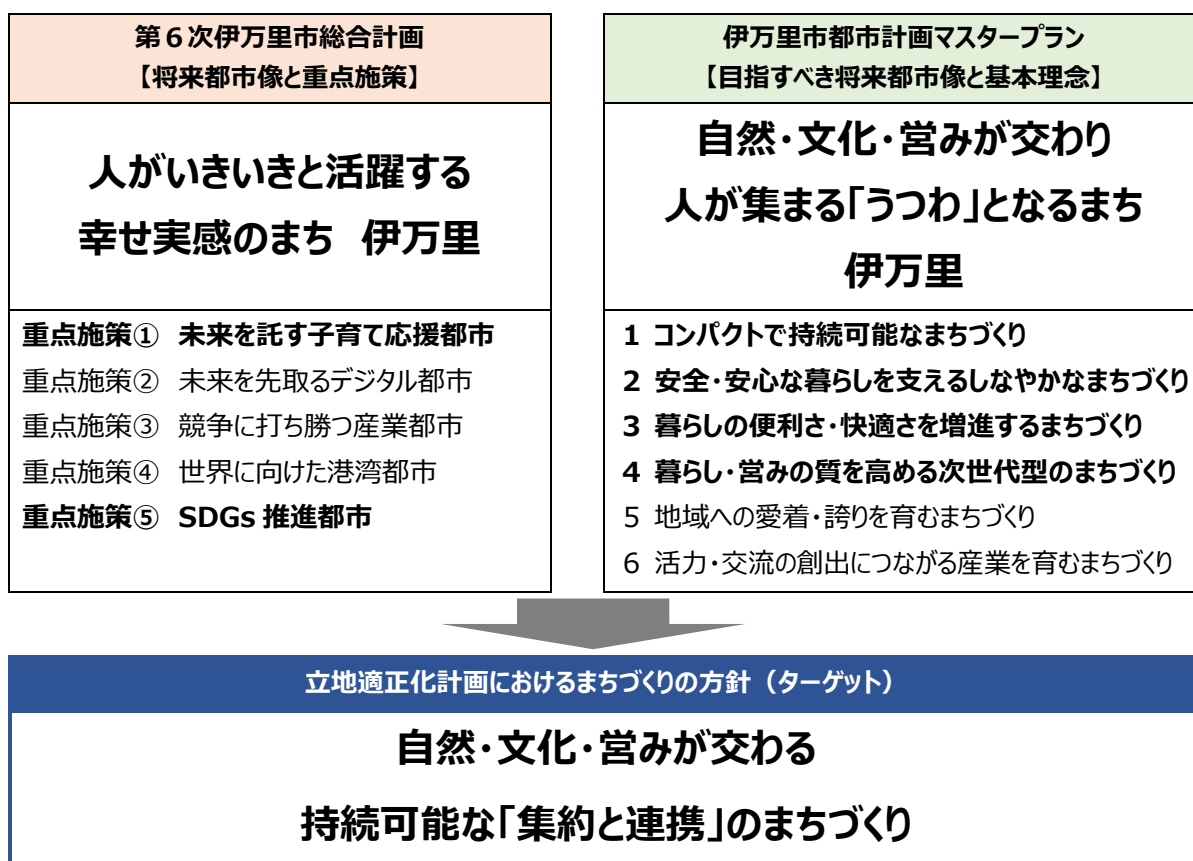 第６次伊万里市総合計画
【将来都市像と重点施策】
人がいきいきと活躍する
幸せ実感のまち　伊万里
重点施策①　未来を託す子育て応援都市
重点施策②　未来を先取るデジタル都市
重点施策③　競争に打ち勝つ産業都市
重点施策④　世界に向けた港湾都市
重点施策⑤　SDGs 推進都市
伊万里市都市計画マスタープラン
【目指すべき将来都市像と基本理念】
自然・文化・営みが交わり
人が集まる「うつわ」となるまち
伊万里
1 コンパクトで持続可能なまちづくり
2 安全・安心な暮らしを支えるしなやかなまちづくり
3 暮らしの便利さ・快適さを増進するまちづくり
4 暮らし・営みの質を高める次世代型のまちづくり
5 地域への愛着・誇りを育むまちづくり
6 活力・交流の創出につながる産業を育むまちづくり
立地適正化計画におけるまちづくりの方針（ターゲット）
自然・文化・営みが交わる
持続可能な「集約と連携」のまちづくり